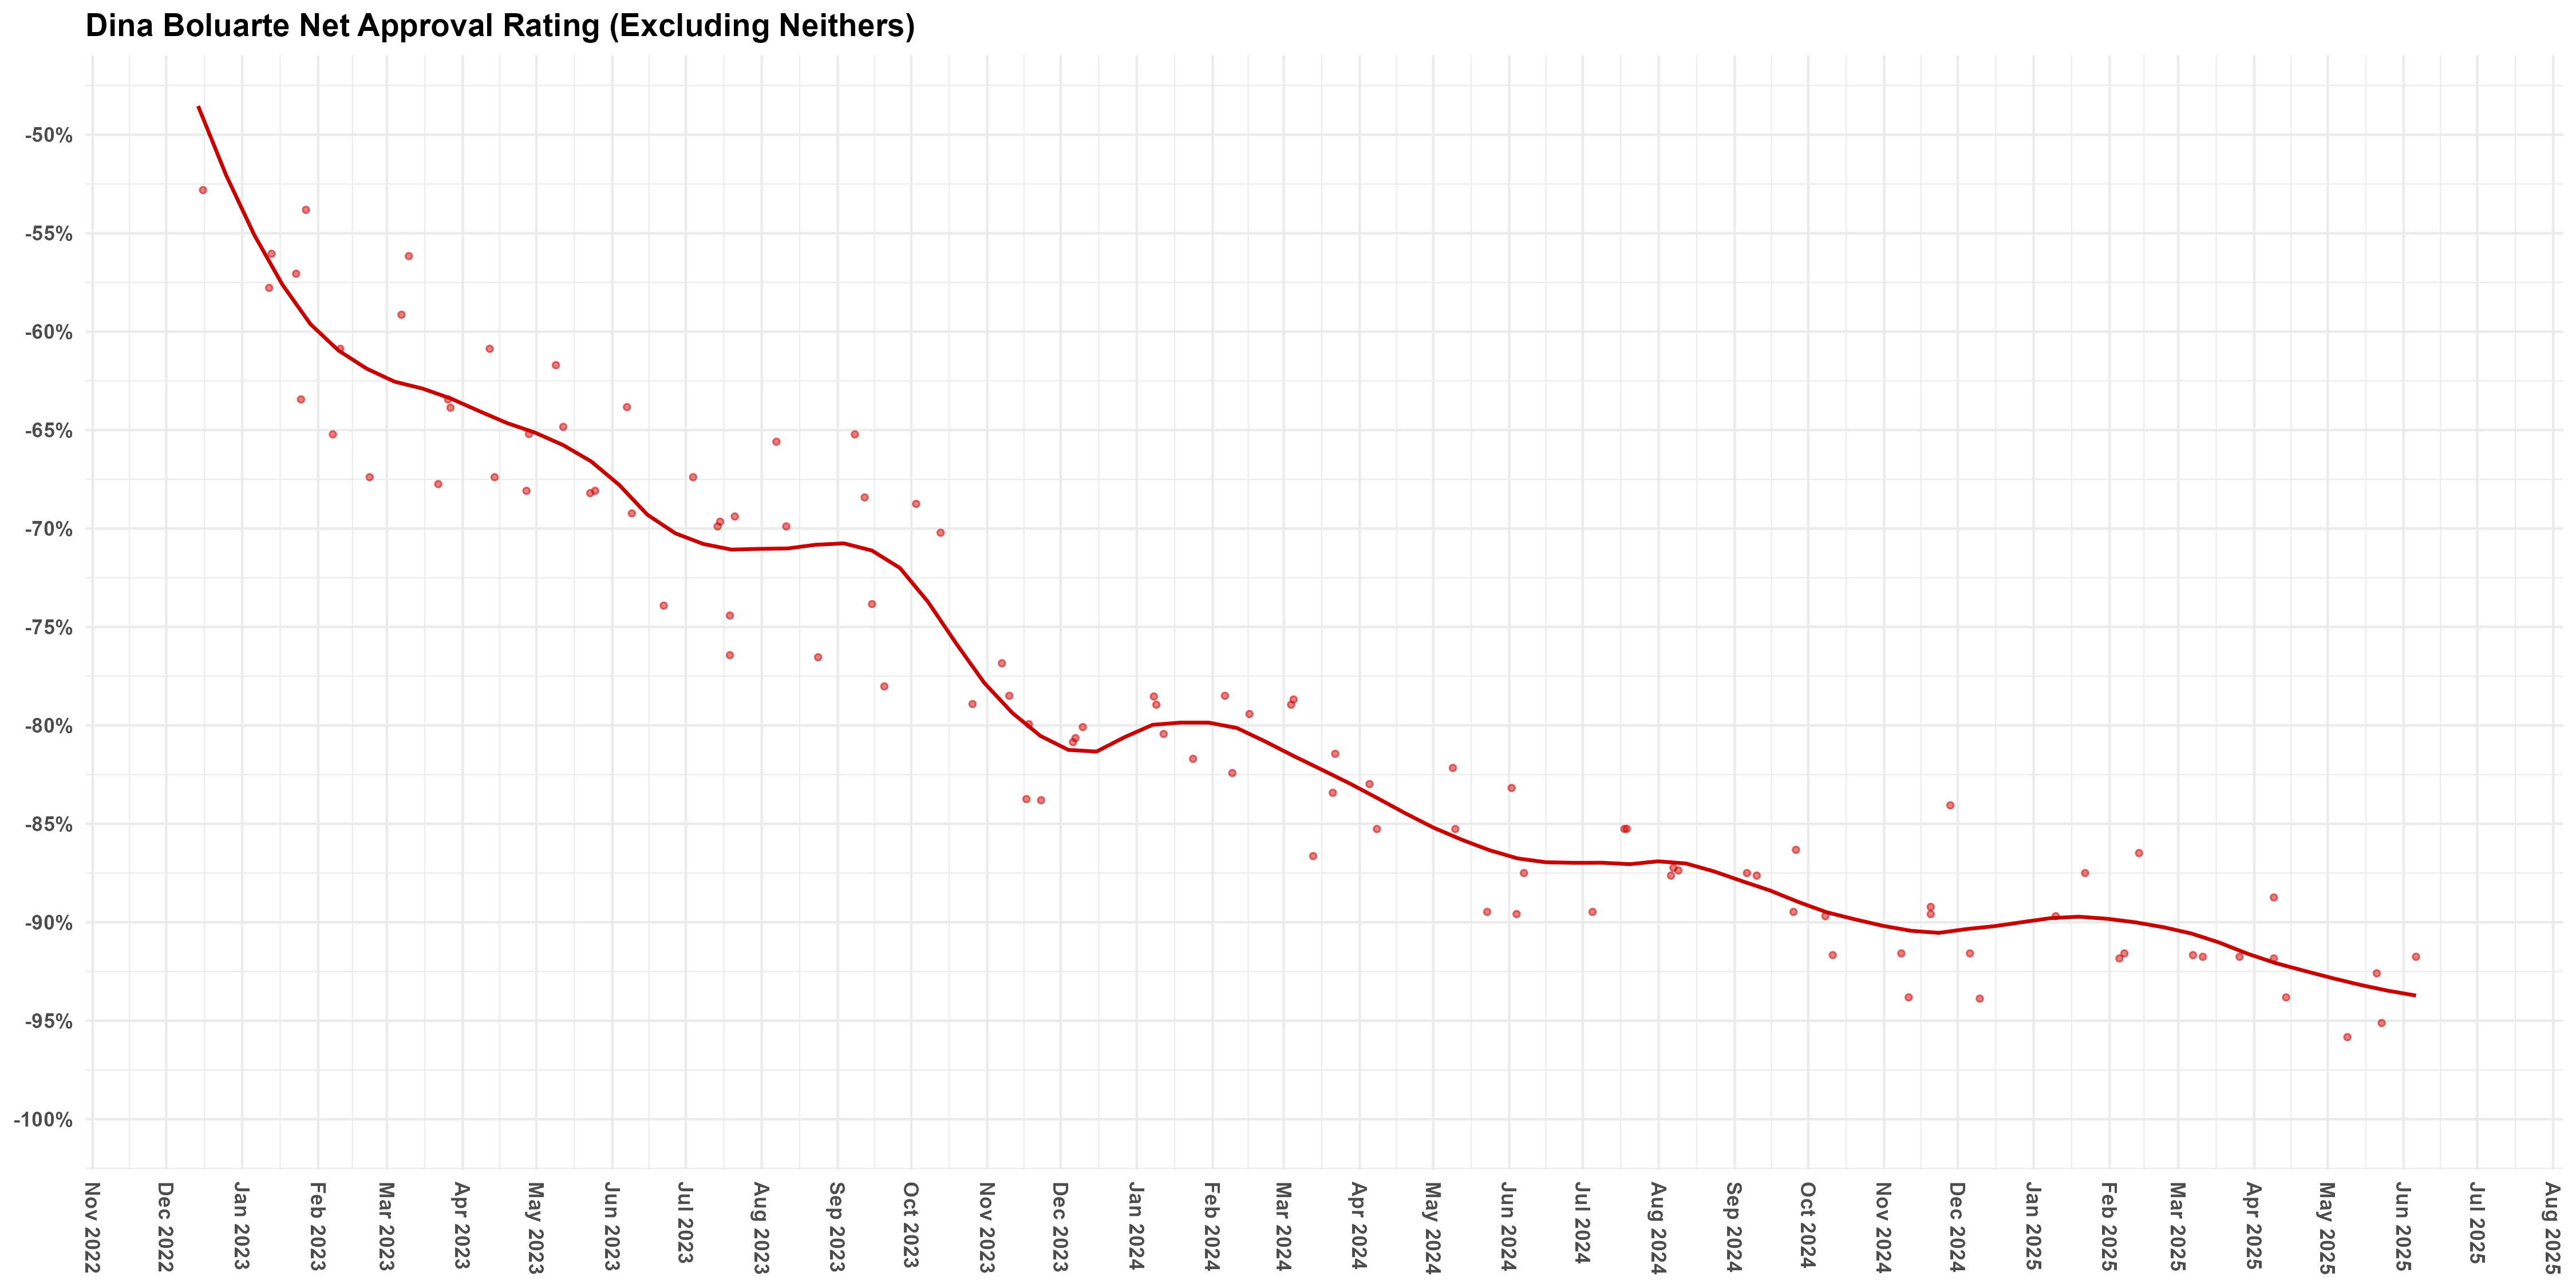 Dina Boluarte Net Approval Rating (Excluding Neithers)
-50%
-55%
-60%
-65%
-70%
-75%
-80%
-85%
-90%
-95%
-100%
Nov 2022
Dec 2022
Jan 2023
Feb 2023
Mar 2023
Apr 2023
May 2023
Jun 2023
Jul 2023
Aug 2023
Sep 2023
Oct 2023
Nov 2023
Dec 2023
Jan 2024
Feb 2024
Mar 2024
Apr 2024
May 2024
Jun 2024
Jul 2024
Aug 2024
Sep 2024
Oct 2024
Nov 2024
Dec 2024
Jan 2025
Feb 2025
Mar 2025
Apr 2025
May 2025
Jun 2025
Jul 2025
Aug 2025